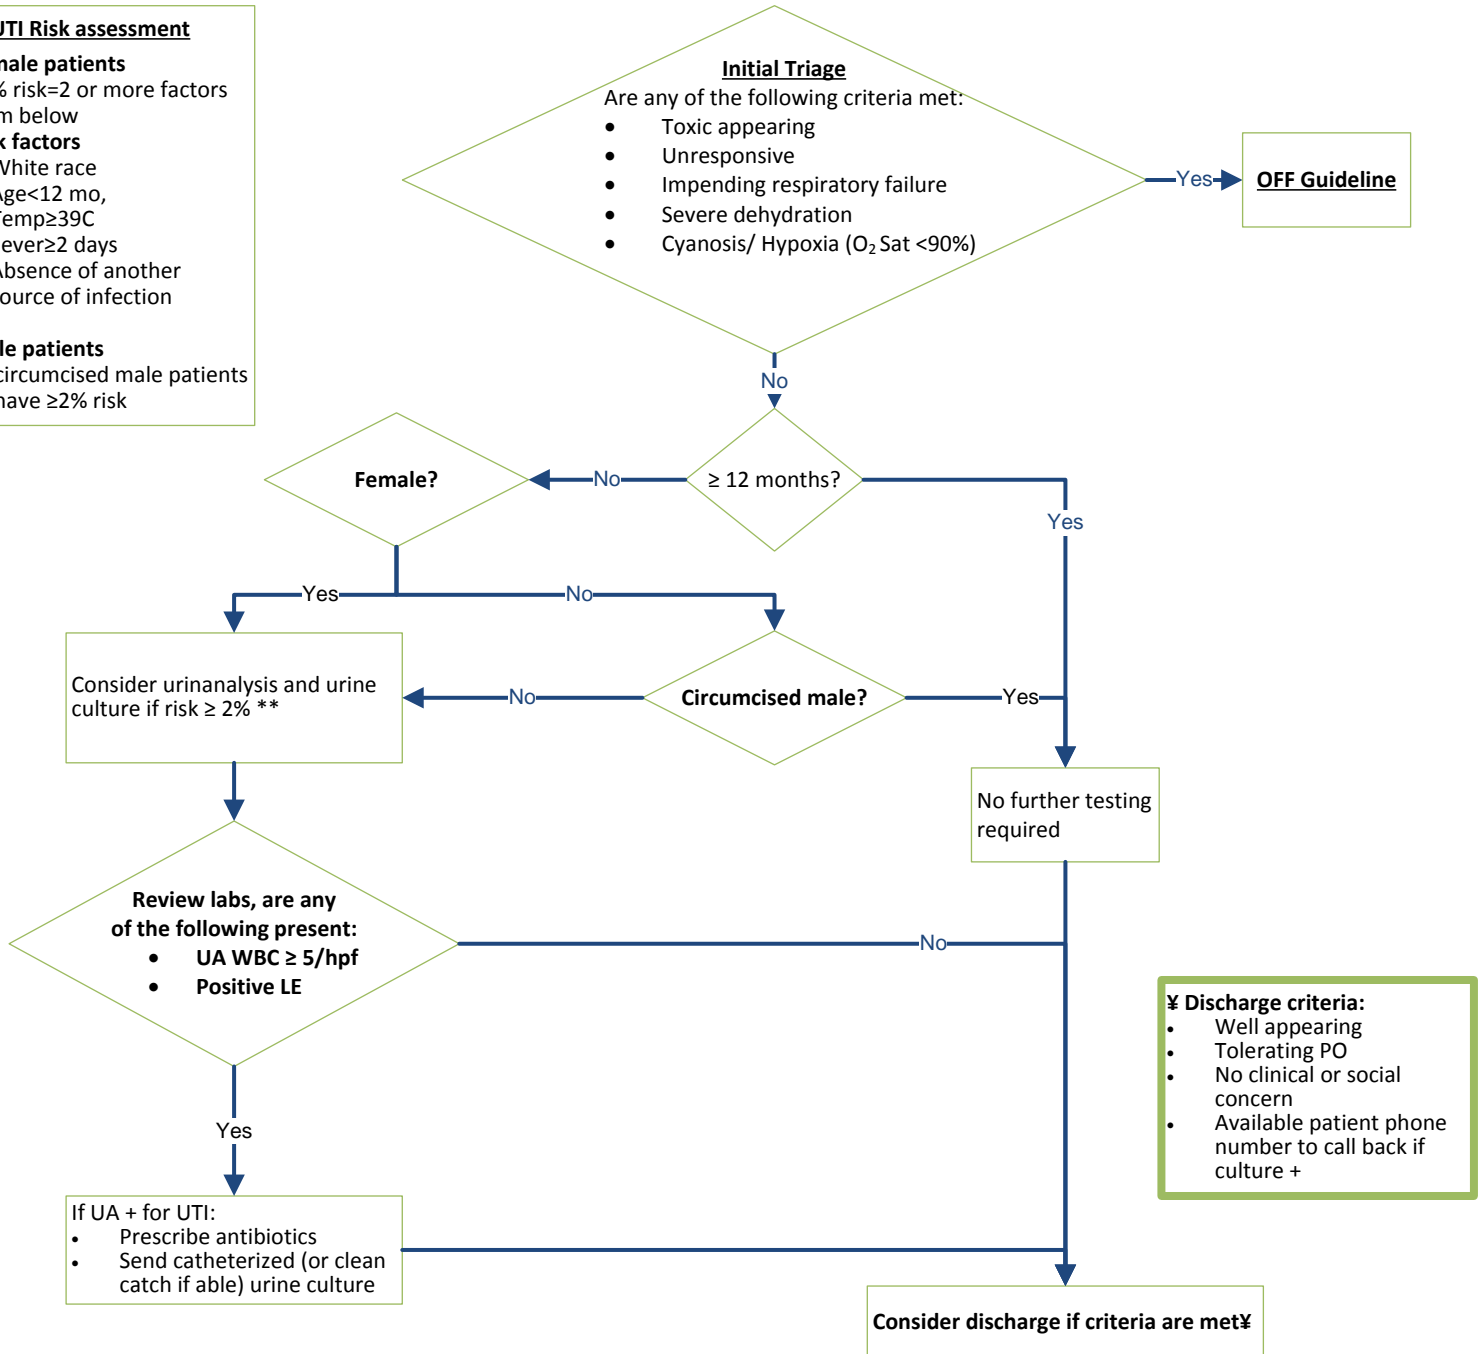 UTI Risk assessment
male patients
% risk=2 or more factors
m below
k factors
White race
Age<12 mo,
Temp≥39C
ever≥2 days
Absence of another
ource of infection
le patients
circumcised male patients
have ≥2% risk
Initial Triage
Are any of the following criteria met:
• Toxic appearing
• Unresponsive
• Impending respiratory failure
• Severe dehydration
• Cyanosis/ Hypoxia (O₂ Sat <90%)
Yes
OFF Guideline
No
Female?
No
≥ 12 months?
Yes
Yes
No
Consider urinanalysis and urine
culture if risk ≥ 2% **
No
Circumcised male?
Yes
No further testing
required
Review labs, are any
of the following present:
• UA WBC ≥ 5/hpf
• Positive LE
No
¥ Discharge criteria:
• Well appearing
• Tolerating PO
• No clinical or social
concern
• Available patient phone
number to call back if
culture +
Yes
If UA + for UTI:
• Prescribe antibiotics
• Send catheterized (or clean
catch if able) urine culture
Consider discharge if criteria are met¥